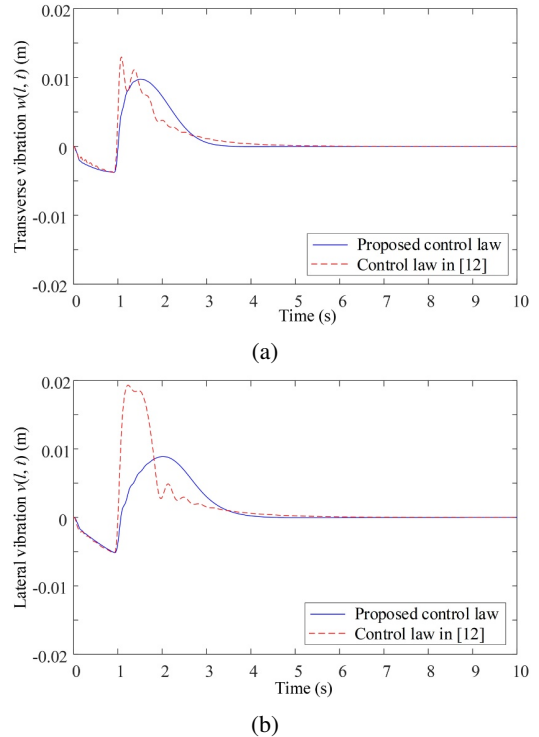 0.02
0.01
0
-0.01
-0.02
Transverse vibration w(l, t) (m)
Proposed control law
Control law in [12]
0 1 2 3 4 5 6 7 8 9 10
Time (s)
(a)
0.02
0.01
0
-0.01
-0.02
Lateral vibration v(l, t) (m)
Proposed control law
Control law in [12]
0 1 2 3 4 5 6 7 8 9 10
Time (s)
(b)